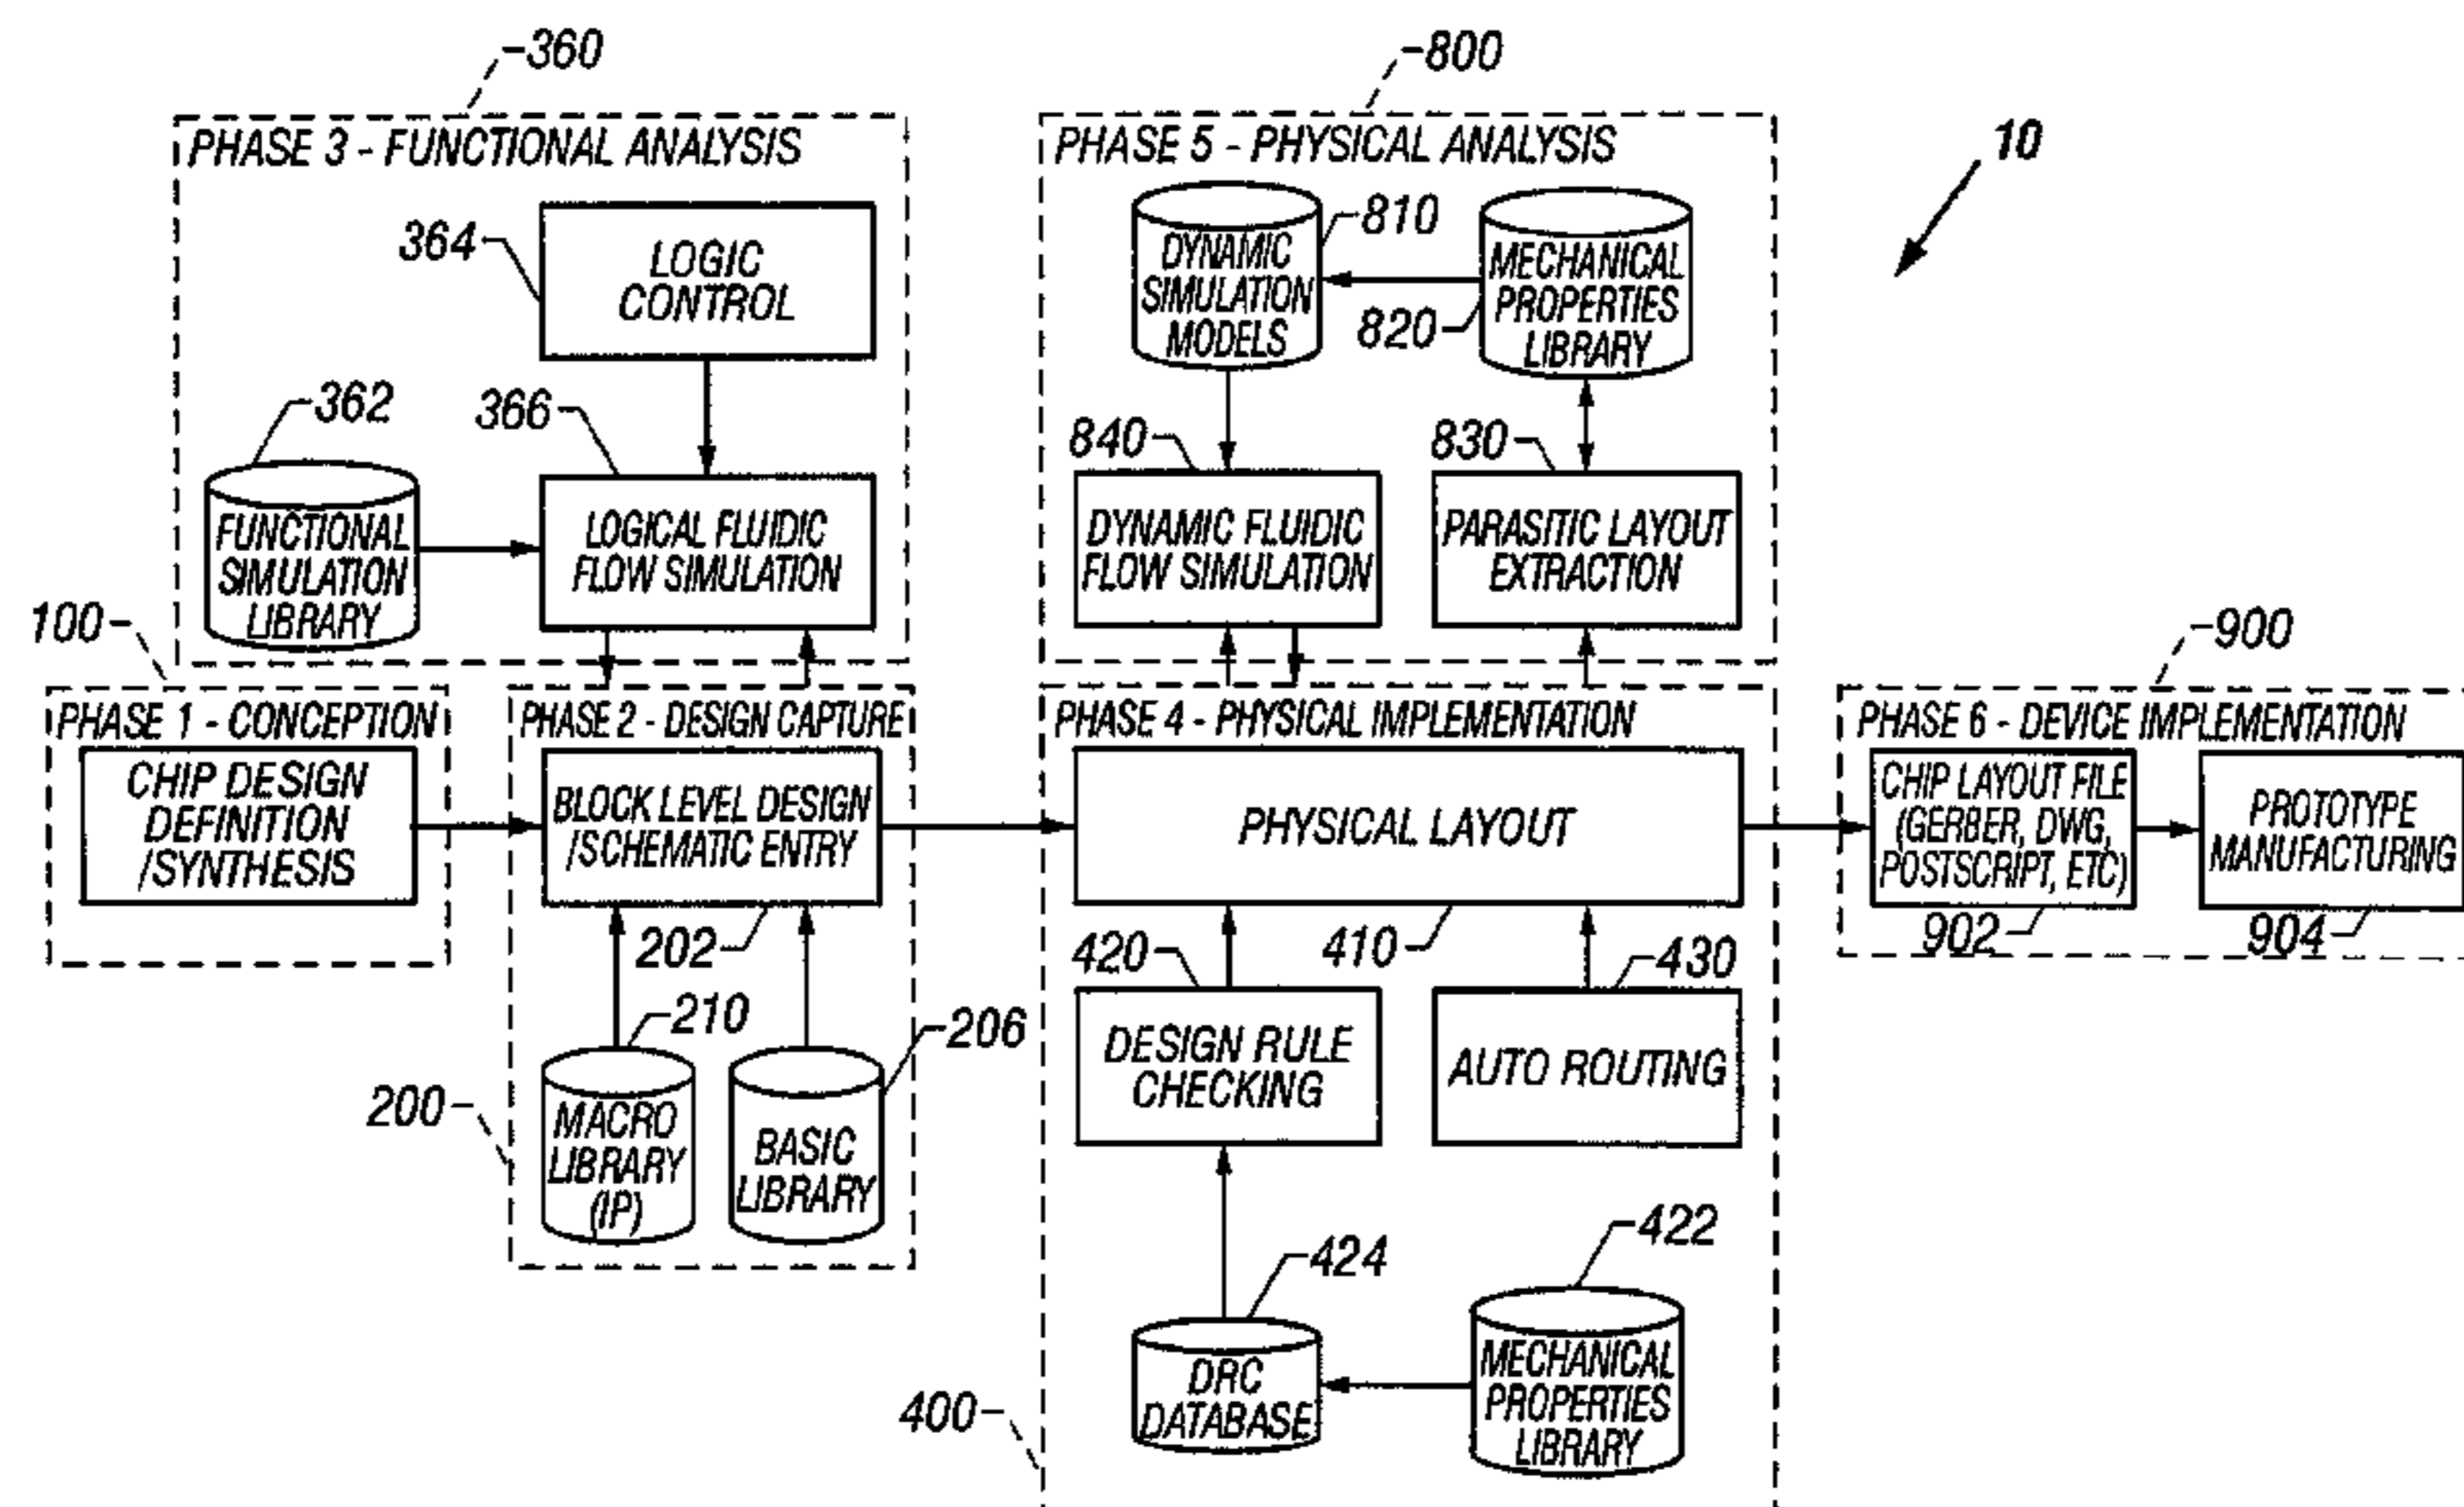 360
800
10
PHASE 3 - FUNCTIONAL ANALYSIS
364
LOGIC
CONTROL
362
366
FUNCTIONAL
SIMULATION
LIBRARY
LOGICAL FLUIDIC
FLOW SIMULATION
PHASE 5 - PHYSICAL ANALYSIS
DYNAMIC
SIMULATION
MODELS
810
820
MECHANICAL
PROPERTIES
LIBRARY
840
830
DYNAMIC FLUIDIC
FLOW SIMULATION
PARASITIC LAYOUT
EXTRACTION
100
PHASE 1 - CONCEPTION
CHIP DESIGN
DEFINITION
/SYNTHESIS
PHASE 2 - DESIGN CAPTURE
BLOCK LEVEL DESIGN
/SCHEMATIC ENTRY
202
210
206
200
MACRO
LIBRARY
(IP)
BASIC
LIBRARY
PHASE 4 - PHYSICAL IMPLEMENTATION
PHYSICAL LAYOUT
420
410
430
DESIGN RULE
CHECKING
AUTO ROUTING
424
422
400
DRC
DATABASE
MECHANICAL
PROPERTIES
LIBRARY
900
PHASE 6 - DEVICE IMPLEMENTATION
CHIP LAYOUT FILE
(GERBER, DWG,
POSTSCRIPT, ETC)
PROTOTYPE
MANUFACTURING
902
904